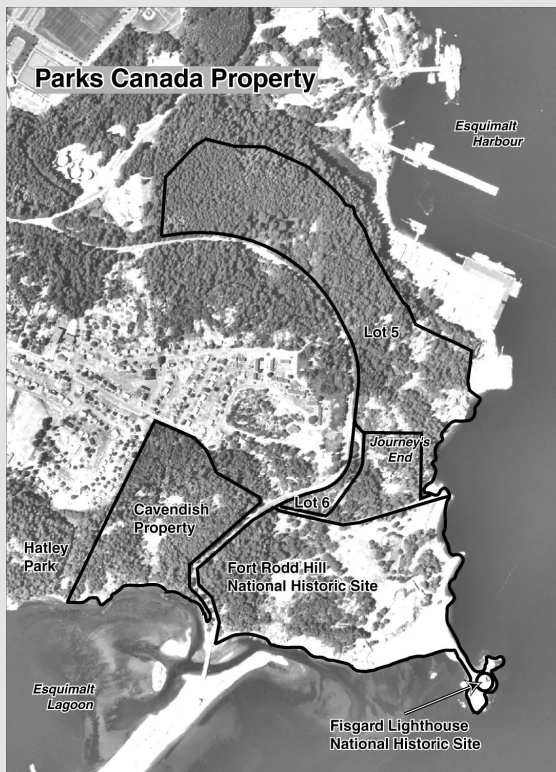 Parks Canada Property
Esquimalt
Harbour
Lot 5
Journey's
End
Lot 6
Cavendish
Property
Hatley
Park
Fort Rodd Hill
National Historic Site
Esquimalt
Lagoon
Fisgard Lighthouse
National Historic Site